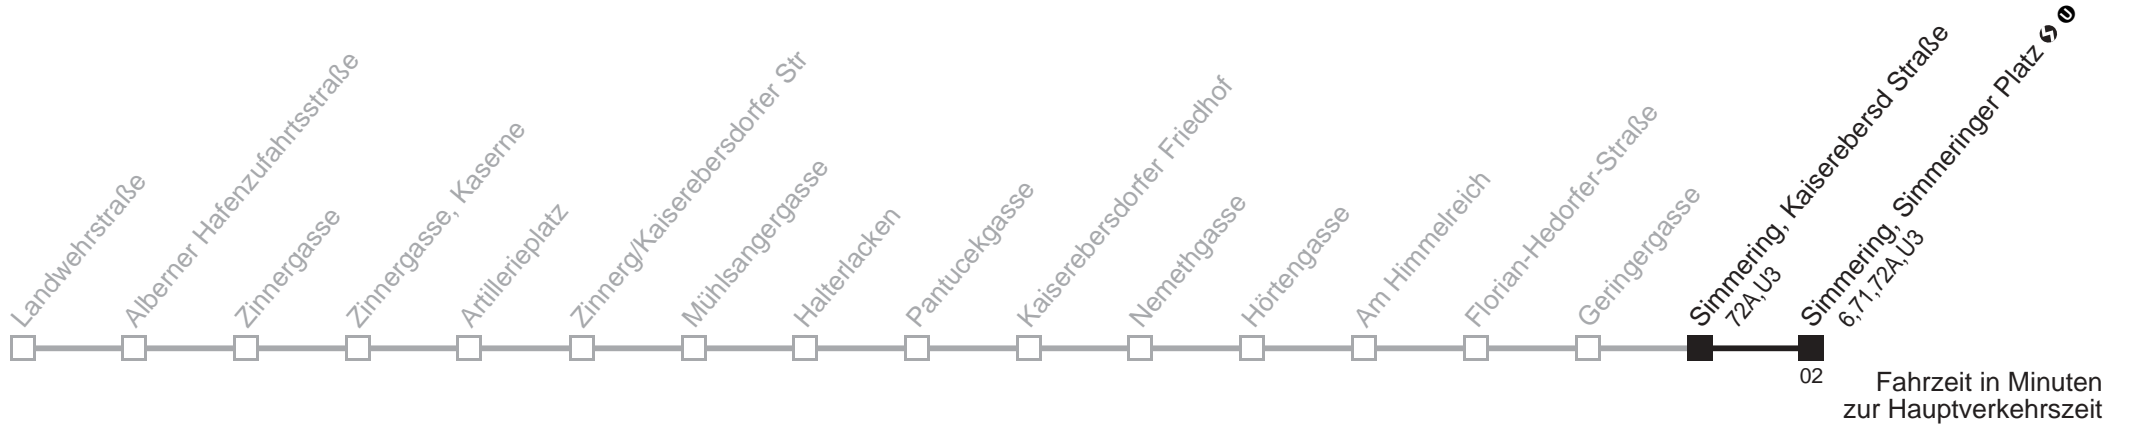 Landwehrstraße
Alberner Hafenzufahrtsstraße
Zinnergasse
Zinnergasse, Kaserne
Artillerieplatz
Zinnerg/Kaiserebersdorfer Str
Mühlsangergasse
Halterlacken
Pantucekgasse
Kaiserebersdorfer Friedhof
Nemethgasse
Hörtengasse
Am Himmelreich
Florian-Hedorfer-Straße
Geringergasse
Simmering, Kaiserebersd Straße
72A,U3
Simmering, Simmeringer Platz S U
6,71,72A,U3
02
Fahrzeit in Minuten
zur Hauptverkehrszeit